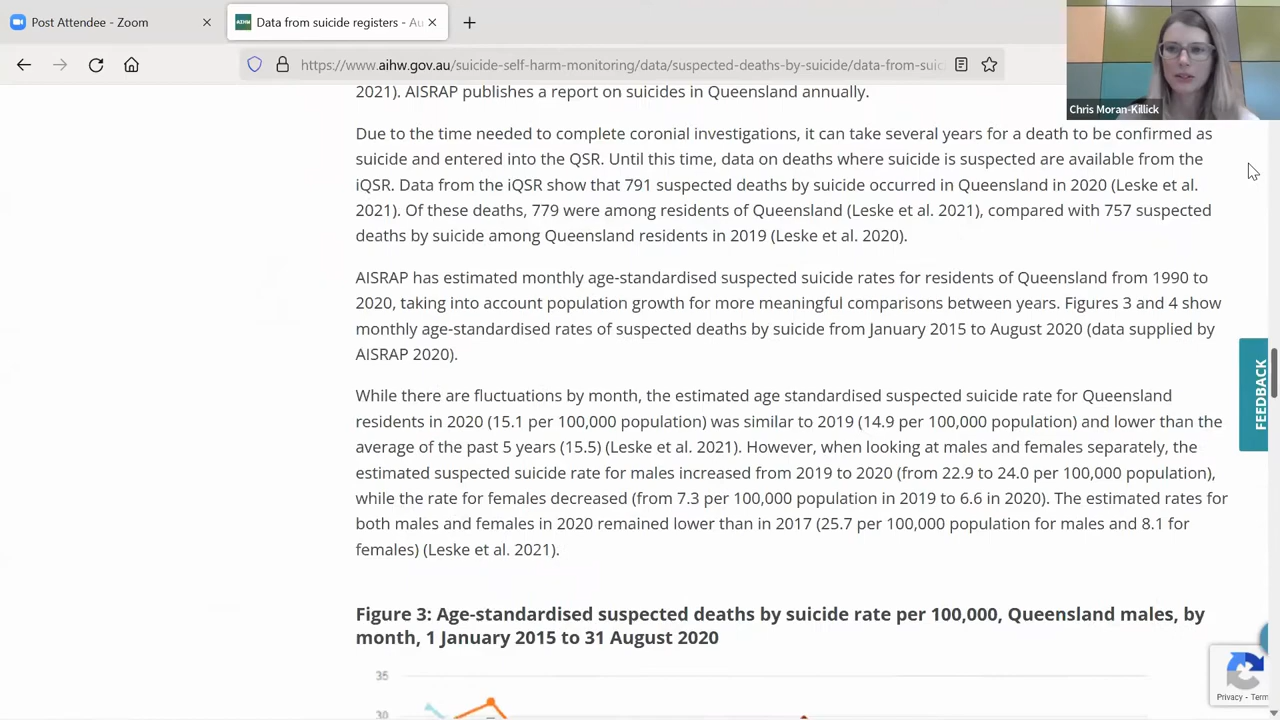 Post Attendee - Zoom
Data from suicide registers - Au
https://www.aihw.gov.au/suicide-self-harm-monitoring/data/suspected-deaths-by-suicide/data-from-suic
Chris Moran-Killick
2021). AISRAP publishes a report on suicides in Queensland annually.
Due to the time needed to complete coronial investigations, it can take several years for a death to be confirmed as
suicide and entered into the QSR. Until this time, data on deaths where suicide is suspected are available from the
iQSR. Data from the iQSR show that 791 suspected deaths by suicide occurred in Queensland in 2020 (Leske et al.
2021). Of these deaths, 779 were among residents of Queensland (Leske et al. 2021), compared with 757 suspected
deaths by suicide among Queensland residents in 2019 (Leske et al. 2020).
AISRAP has estimated monthly age-standardised suspected suicide rates for residents of Queensland from 1990 to
2020, taking into account population growth for more meaningful comparisons between years. Figures 3 and 4 show
monthly age-standardised rates of suspected deaths by suicide from January 2015 to August 2020 (data supplied by
AISRAP 2020).
While there are fluctuations by month, the estimated age standardised suspected suicide rate for Queensland
residents in 2020 (15.1 per 100,000 population) was similar to 2019 (14.9 per 100,000 population) and lower than the
average of the past 5 years (15.5) (Leske et al. 2021). However, when looking at males and females separately, the
estimated suspected suicide rate for males increased from 2019 to 2020 (from 22.9 to 24.0 per 100,000 population),
while the rate for females decreased (from 7.3 per 100,000 population in 2019 to 6.6 in 2020). The estimated rates for
both males and females in 2020 remained lower than in 2017 (25.7 per 100,000 population for males and 8.1 for
females) (Leske et al. 2021).
FEEDBACK
Figure 3: Age-standardised suspected deaths by suicide rate per 100,000, Queensland males, by
month, 1 January 2015 to 31 August 2020
35
30
Privacy - Term